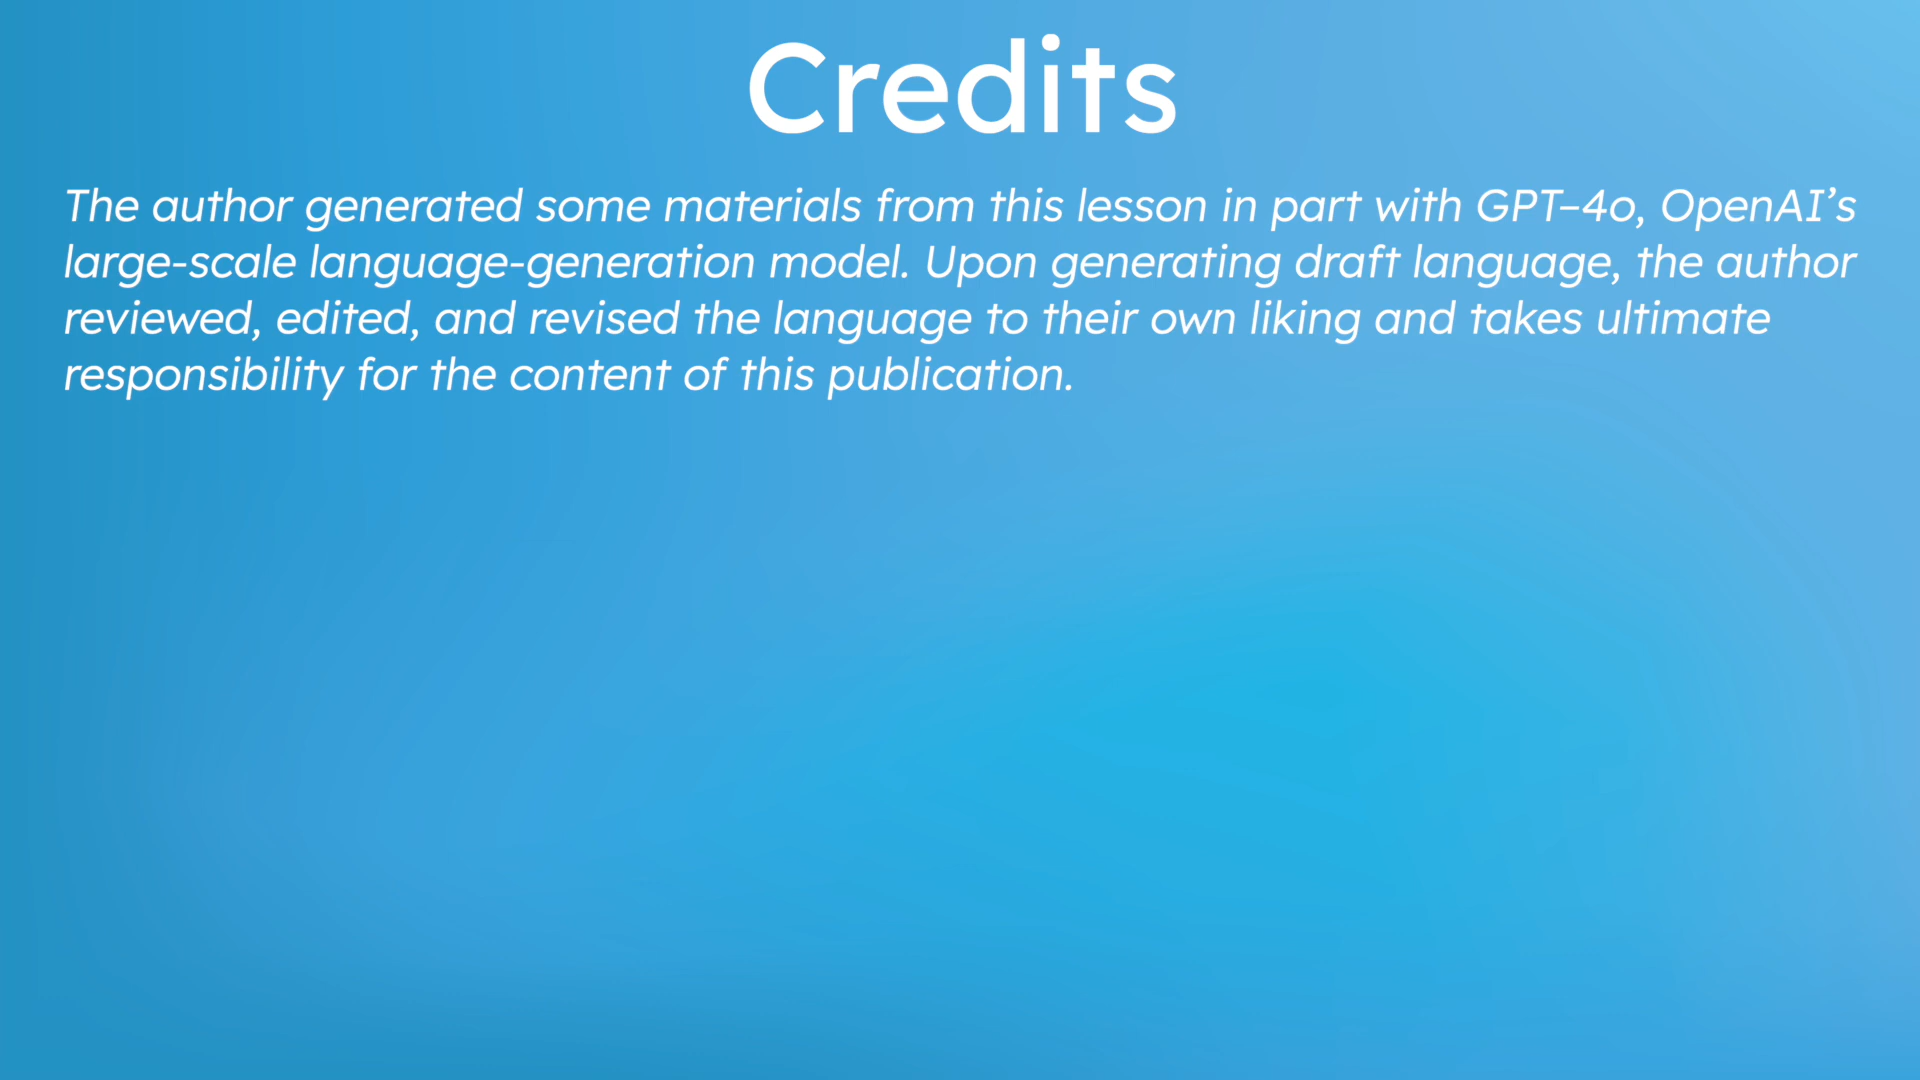 Credits
The author generated some materials from this lesson in part with GPT–4o, OpenAI’s
large-scale language-generation model. Upon generating draft language, the author
reviewed, edited, and revised the language to their own liking and takes ultimate
responsibility for the content of this publication.